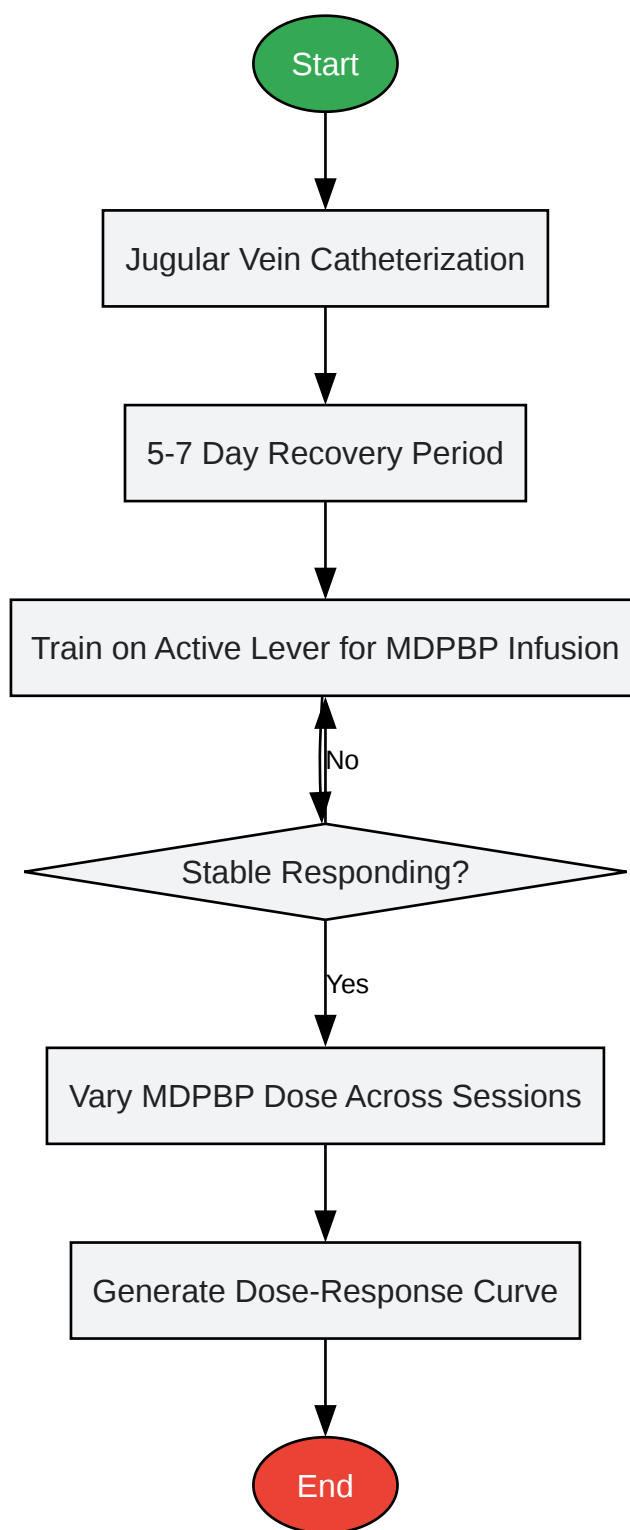 Start
Jugular Vein Catheterization
5-7 Day Recovery Period
Train on Active Lever for MDPBP Infusion
No
Stable Responding?
Yes
Vary MDPBP Dose Across Sessions
Generate Dose-Response Curve
End